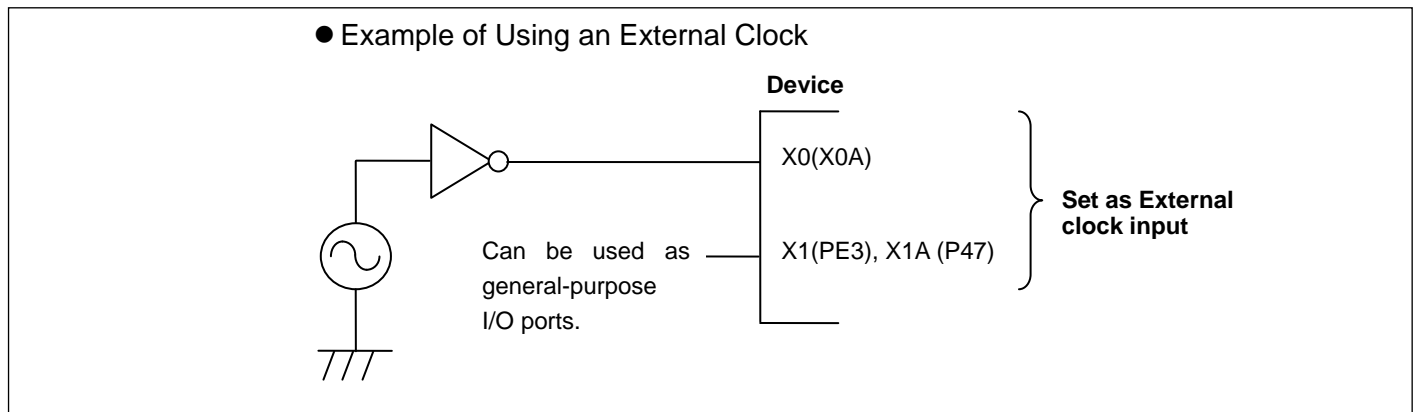 ● Example of Using an External Clock
Device
X0(X0A)
Set as External
clock input
Can be used as
general-purpose
I/O ports.
X1(PE3), X1A (P47)